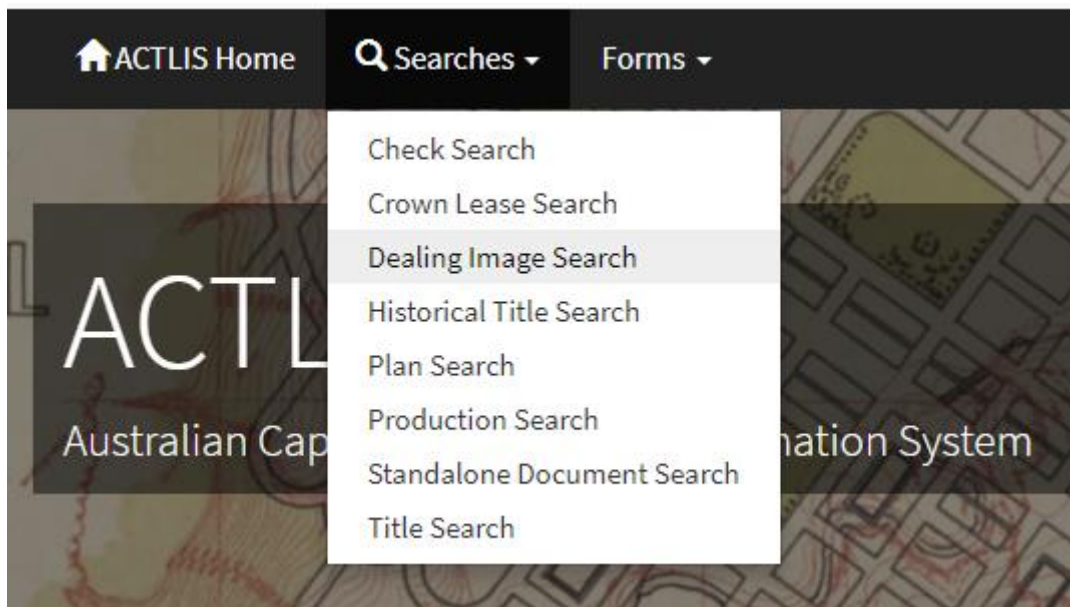 ACTLIS Home Searches Forms
Check Search
Crown Lease Search
Dealing Image Search
Historical Title Search
Plan Search
Production Search
Standalone Document Search
Title Search
ACTL
Australian Cap mation System